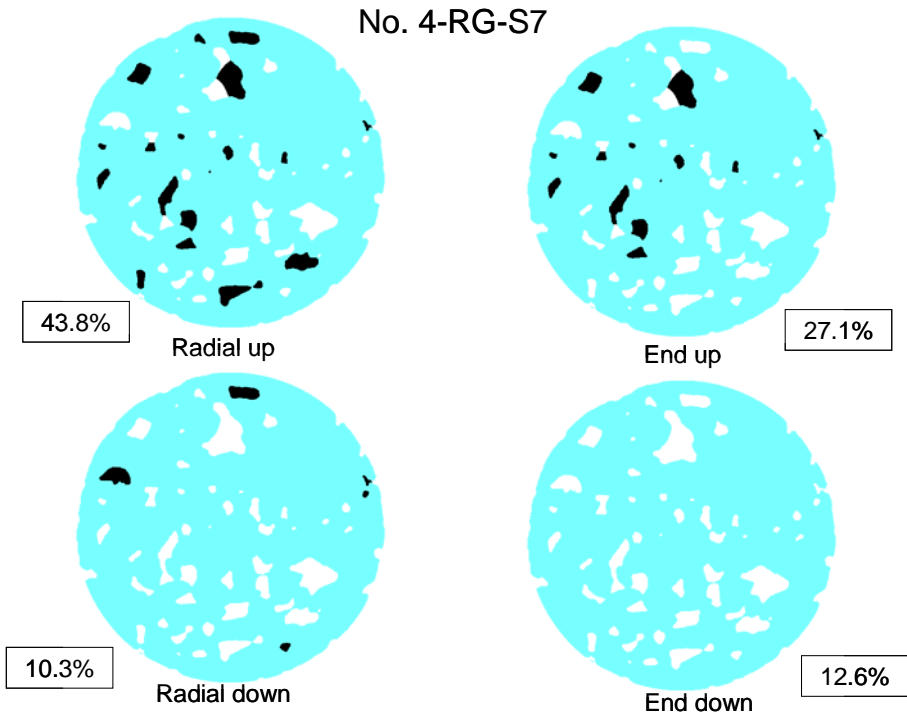 No. 4-RG-S7
43.8%
Radial up
27.1%
End up
10.3%
Radial down
12.6%
End down